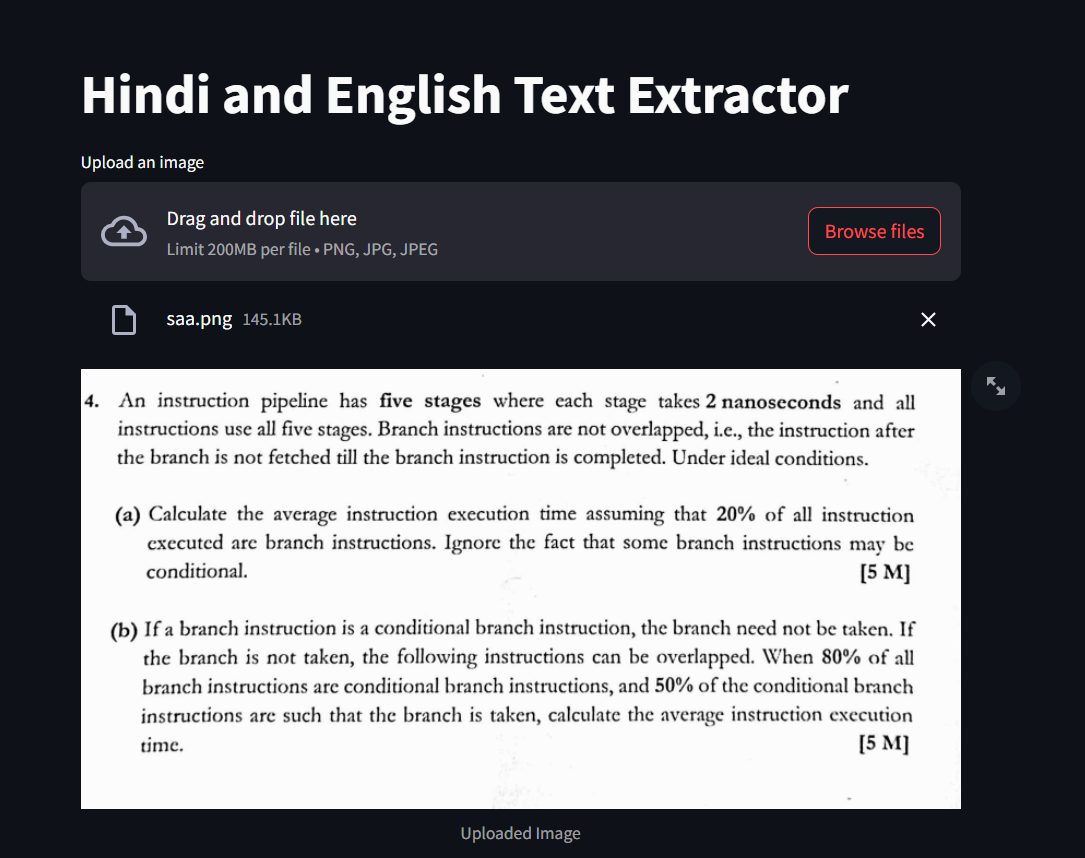 Hindi and English Text Extractor
Upload an image
Drag and drop file here
Limit 200MB per file • PNG, JPG, JPEG
Browse files
saa.png 145.1KB
4. An instruction pipeline has five stages where each stage takes 2 nanoseconds and all
instructions use all five stages. Branch instructions are not overlapped, i.e., the instruction after
the branch is not fetched till the branch instruction is completed. Under ideal conditions.
(a) Calculate the average instruction execution time assuming that 20% of all instruction
executed are branch instructions. Ignore the fact that some branch instructions may be
conditional. [5 M]
(b) If a branch instruction is a conditional branch instruction, the branch need not be taken. If
the branch is not taken, the following instructions can be overlapped. When 80% of all
branch instructions are conditional branch instructions, and 50% of the conditional branch
instructions are such that the branch is taken, calculate the average instruction execution
time. [5 M]
Uploaded Image